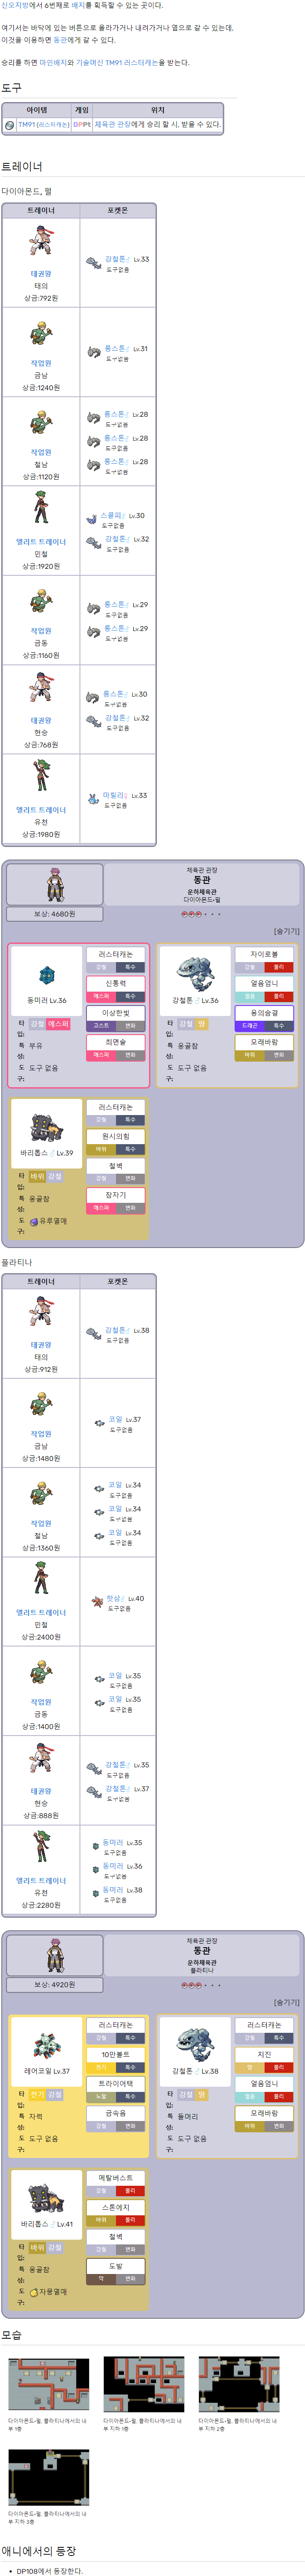 신오지방에서 6번째로 배지를 획득할 수 있는 곳이다.
여기서는 바닥에 있는 버튼으로 올라가거나 내려가거나 옆으로 갈 수 있는데,
이것을 이용하면 동관에게 갈 수 있다.
승리를 하면 마인배지와 기술머신 TM91 러스터캐논을 받는다.
도구
아이템 게임 위치
TM91 (러스터캐논) DPPt 체육관 관장에게 승리 할 시, 받을 수 있다.
트레이너
다이아몬드, 펄
트레이너 포켓몬
태권왕
태의
상금:792원
강철톤♂ Lv.33
도구없음
작업원
금남
상금:1240원
롱스톤♂ Lv.31
도구없음
작업원
철남
상금:1120원
롱스톤♂ Lv.28
도구없음
롱스톤♂ Lv.28
도구없음
롱스톤♂ Lv.28
도구없음
엘리트 트레이너
민철
상금:1920원
스콜피♂ Lv.30
도구없음
강철톤♂ Lv.32
도구없음
작업원
금동
상금:1160원
롱스톤♂ Lv.29
도구없음
롱스톤♂ Lv.29
도구없음
태권왕
현승
상금:768원
롱스톤♂ Lv.30
도구없음
강철톤♂ Lv.32
도구없음
엘리트 트레이너
유천
상금:1980원
마릴리♀ Lv.33
도구없음
체육관 관장
동관
운하체육관
다이아몬드•펄
보상: 4680원
[숨기기]
동미러 Lv.36
타입: 강철 에스퍼
특성: 부유
도구: 도구 없음
러스터캐논
강철 특수
신통력
에스퍼 특수
이상한빛
고스트 변화
최면술
에스퍼 변화
강철톤 ♂ Lv.36
타입: 강철 땅
특성: 옹골참
도구: 도구 없음
자이로볼
강철 물리
얼음엄니
얼음 물리
용의숨결
드래곤 특수
모래바람
바위 변화
바리톱스 ♂ Lv.39
타입: 바위 강철
특성: 옹골참
도구: 유루열매
러스터캐논
강철 특수
원시의힘
바위 특수
철벽
강철 변화
잠자기
에스퍼 변화
플라티나
트레이너 포켓몬
태권왕
태의
상금:912원
강철톤♂ Lv.38
도구없음
작업원
금남
상금:1480원
코일 Lv.37
도구없음
작업원
철남
상금:1360원
코일 Lv.34
도구없음
코일 Lv.34
도구없음
코일 Lv.34
도구없음
엘리트 트레이너
민철
상금:2400원
핫삼♂ Lv.40
도구없음
작업원
금동
상금:1400원
코일 Lv.35
도구없음
코일 Lv.35
도구없음
태권왕
현승
상금:888원
강철톤♂ Lv.35
도구없음
강철톤♂ Lv.37
도구없음
엘리트 트레이너
유천
상금:2280원
동미러 Lv.35
도구없음
동미러 Lv.36
도구없음
동미러 Lv.38
도구없음
체육관 관장
동관
운하체육관
플라티나
보상: 4920원
[숨기기]
레어코일 Lv.37
타입: 전기 강철
특성: 자력
도구: 도구 없음
러스터캐논
강철 특수
10만볼트
전기 특수
트라이어택
노말 특수
금속음
강철 변화
강철톤 ♂ Lv.38
타입: 강철 땅
특성: 돌머리
도구: 도구 없음
러스터캐논
강철 특수
지진
땅 물리
얼음엄니
얼음 물리
모래바람
바위 변화
바리톱스 ♂ Lv.41
타입: 바위 강철
특성: 옹골참
도구: 자뭉열매
메탈버스트
강철 물리
스톤에지
바위 물리
철벽
강철 변화
도발
악 변화
모습
다이아몬드•펄, 플라티나에서의 내부 1층
다이아몬드•펄, 플라티나에서의 내부 지하 1층
다이아몬드•펄, 플라티나에서의 내부 지하 2층
다이아몬드•펄, 플라티나에서의 내부 지하 3층
애니에서의 등장
• DP108에서 등장한다.